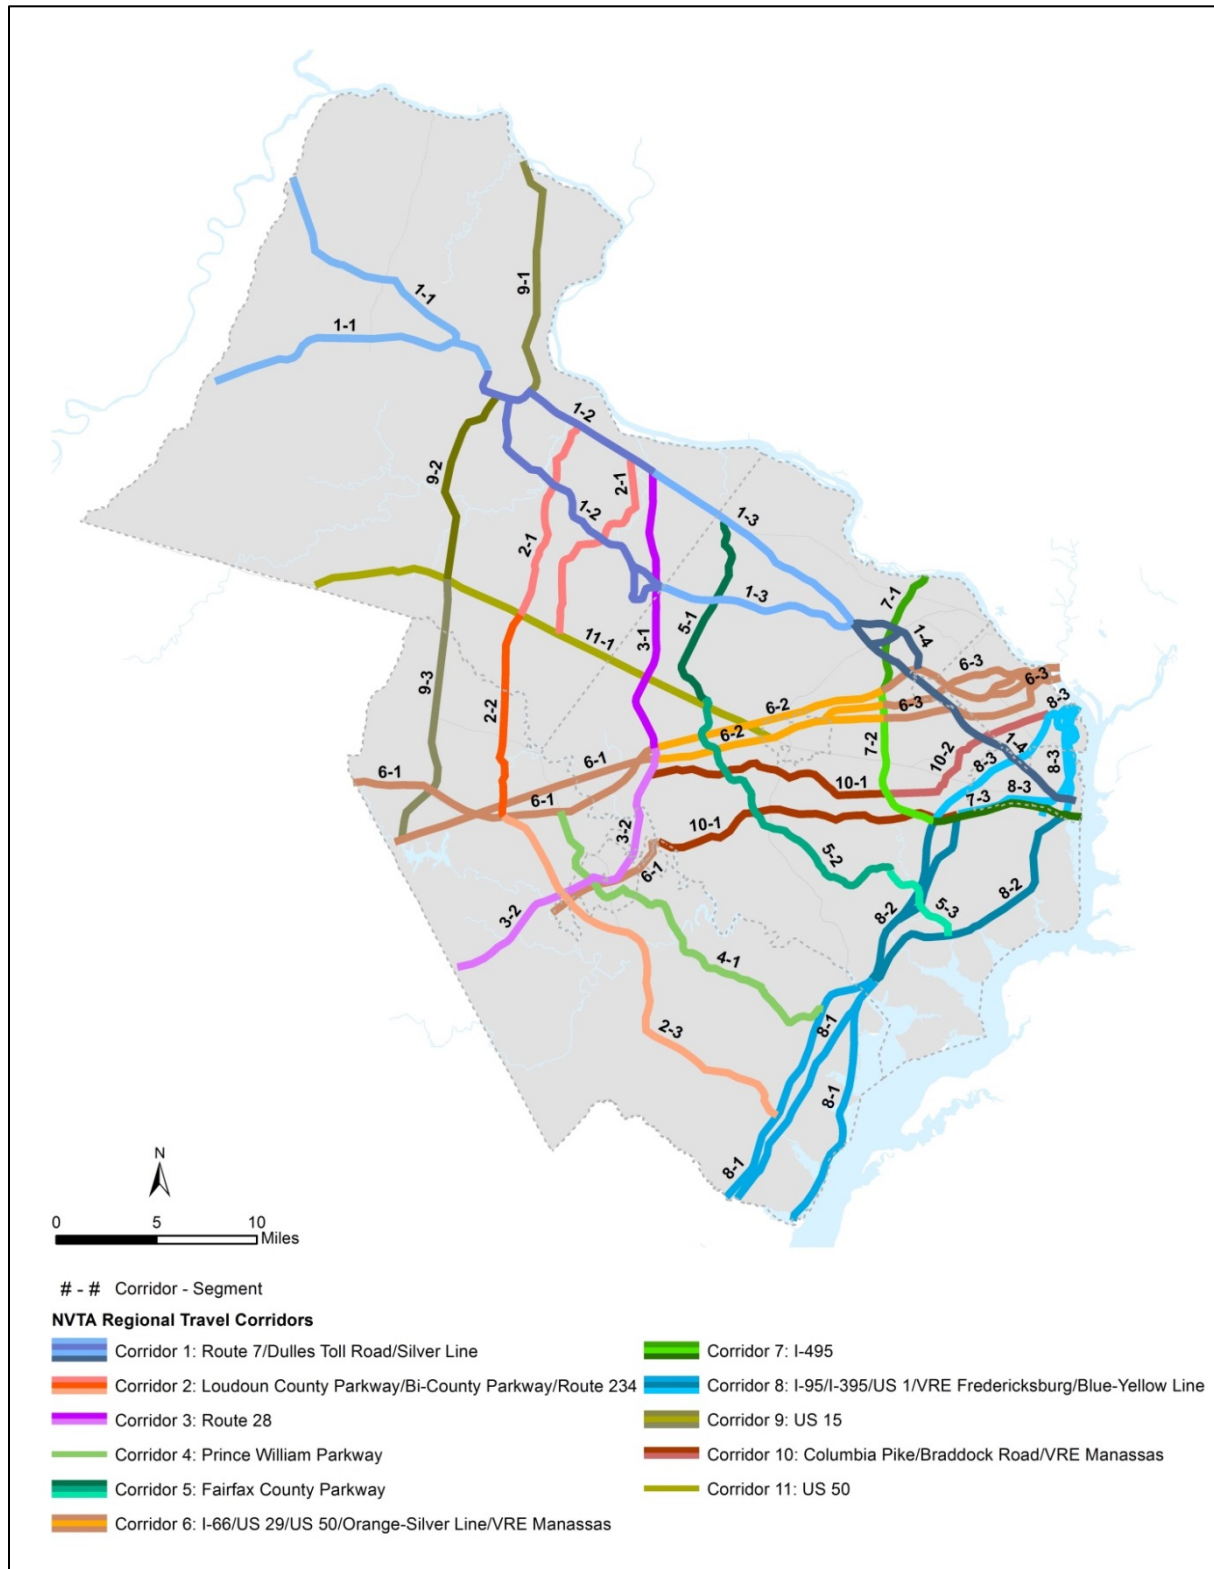 9-1
1-1
1-1
1-2
9-2
2-1
1-2
2-1
1-3
1-3
7-1
5-1
11-1
3-1
1-4
6-3
6-3
9-3
2-2
6-2
6-3
8-3
6-2
7-2
1-4
10-2
8-3
8-3
6-1
6-1
10-1
6-1
7-3
8-3
3-2
10-1
6-1
5-2
8-2
5-3
8-2
3-2
4-1
2-3
8-1
8-1
8-1
N
0 5 10
Miles
# - # Corridor - Segment
NVTA Regional Travel Corridors
Corridor 1: Route 7/Dulles Toll Road/Silver Line
Corridor 2: Loudoun County Parkway/Bi-County Parkway/Route 234
Corridor 3: Route 28
Corridor 4: Prince William Parkway
Corridor 5: Fairfax County Parkway
Corridor 6: I-66/US 29/US 50/Orange-Silver Line/VRE Manassas
Corridor 7: I-495
Corridor 8: I-95/I-395/US 1/VRE Fredericksburg/Blue-Yellow Line
Corridor 9: US 15
Corridor 10: Columbia Pike/Braddock Road/VRE Manassas
Corridor 11: US 50